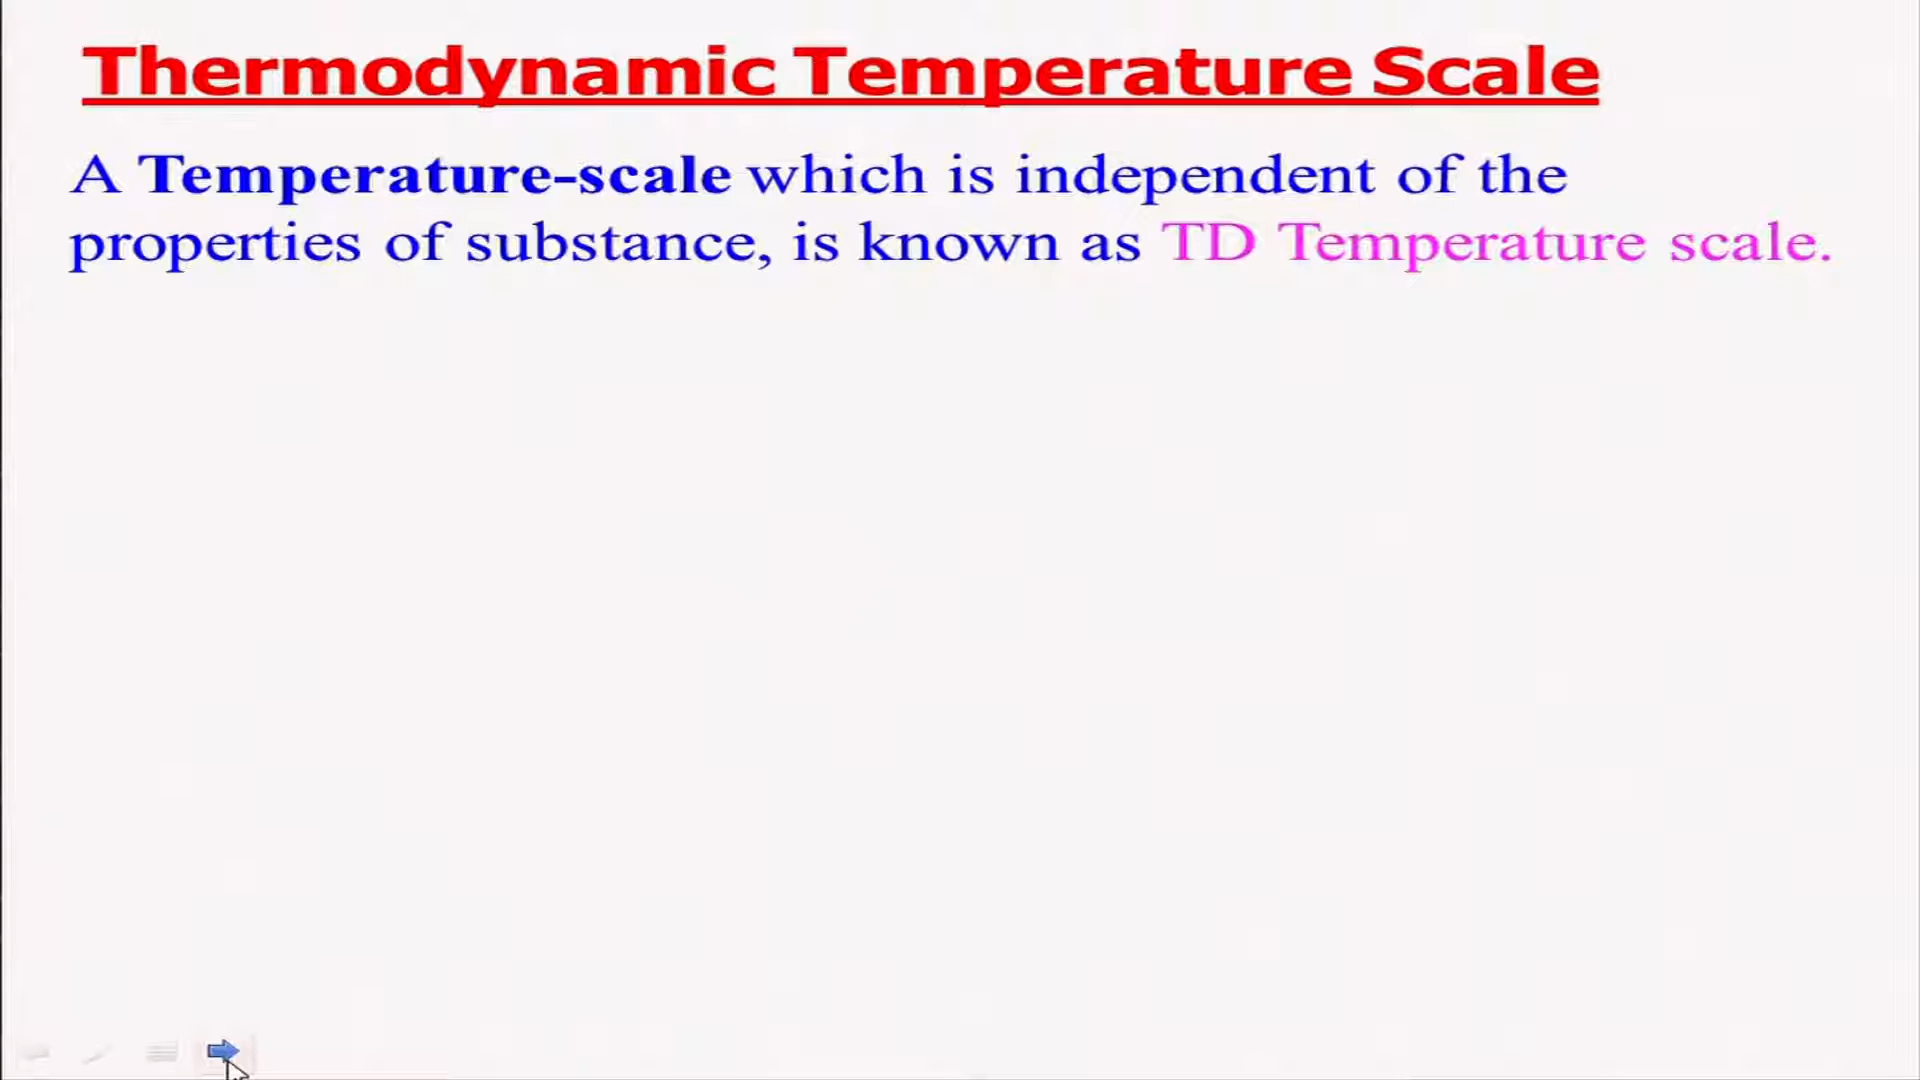 Thermodynamic Temperature Scale
A Temperature-scale which is independent of the
properties of substance, is known as TD Temperature scale.